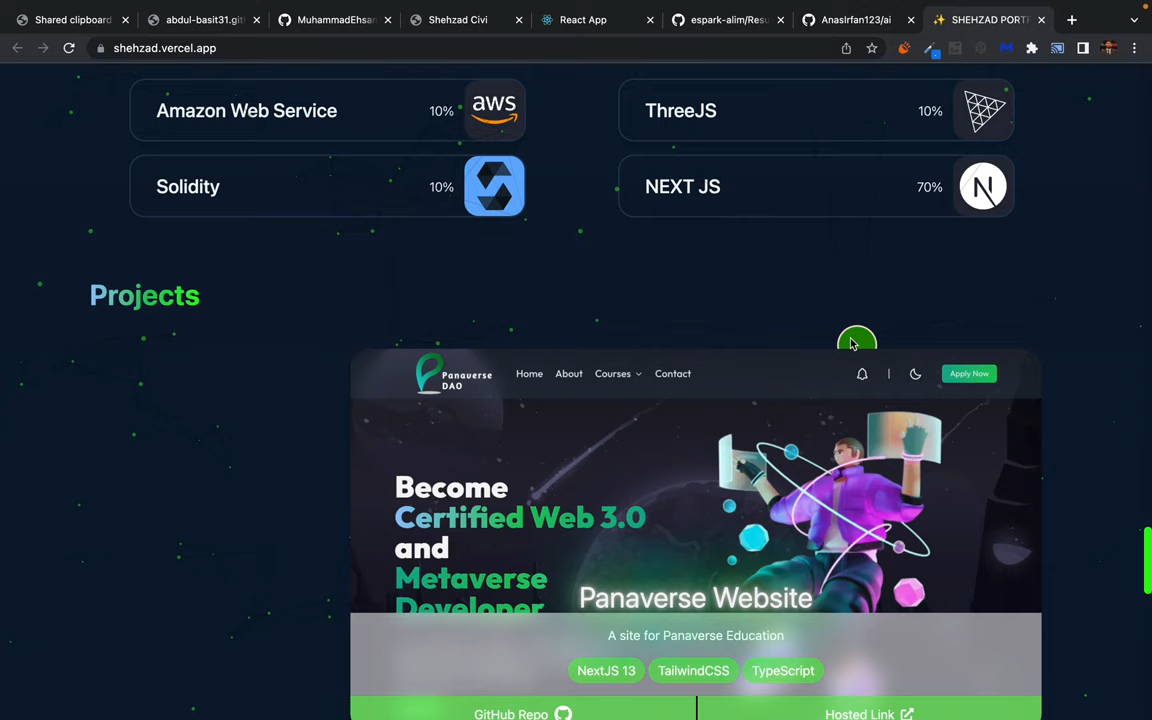 Shared clipboard
abdul-basit31.git
MuhammadEhsan
Shehzad Civi
React App
espark-alim/Resu
AnasIrfan123/ai
SHEHZAD PORTF
shehzad.vercel.app
Amazon Web Service 10% aws
ThreeJS 10%
Solidity 10%
NEXT JS 70% N
Projects
Panaverse DAO
Home About Courses Contact
Apply Now
Become
Certified Web 3.0
and
Metaverse
Developer
Panaverse Website
A site for Panaverse Education
NextJS 13 TailwindCSS TypeScript
GitHub Repo
Hosted Link